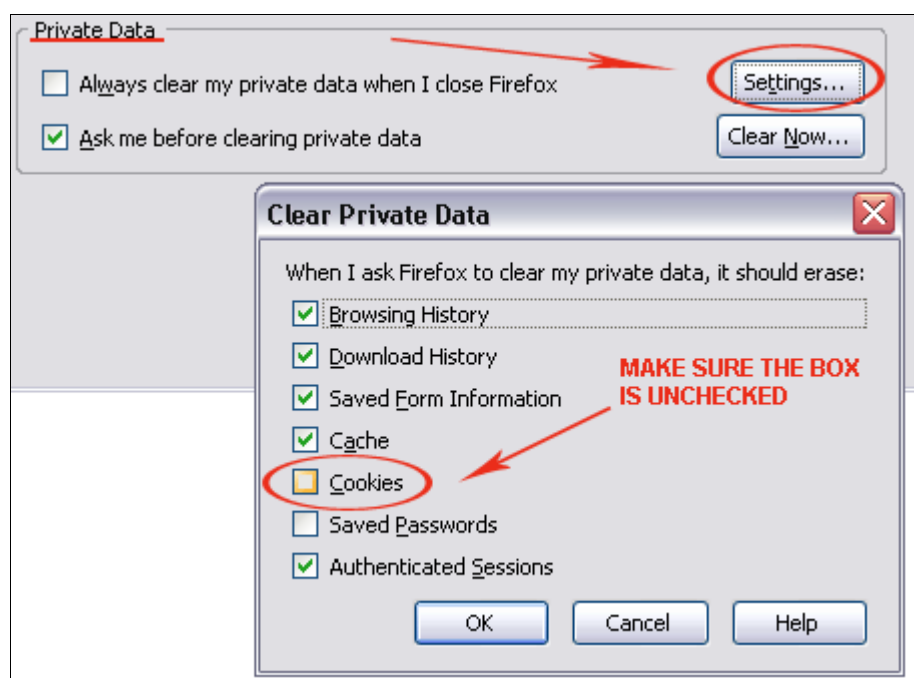 Private Data
Always clear my private data when I close Firefox
Settings...
Ask me before clearing private data
Clear Now...
Clear Private Data
When I ask Firefox to clear my private data, it should erase:
Browsing History
Download History
MAKE SURE THE BOX
IS UNCHECKED
Saved Form Information
Cache
Cookies
Saved Passwords
Authenticated Sessions
OK
Cancel
Help